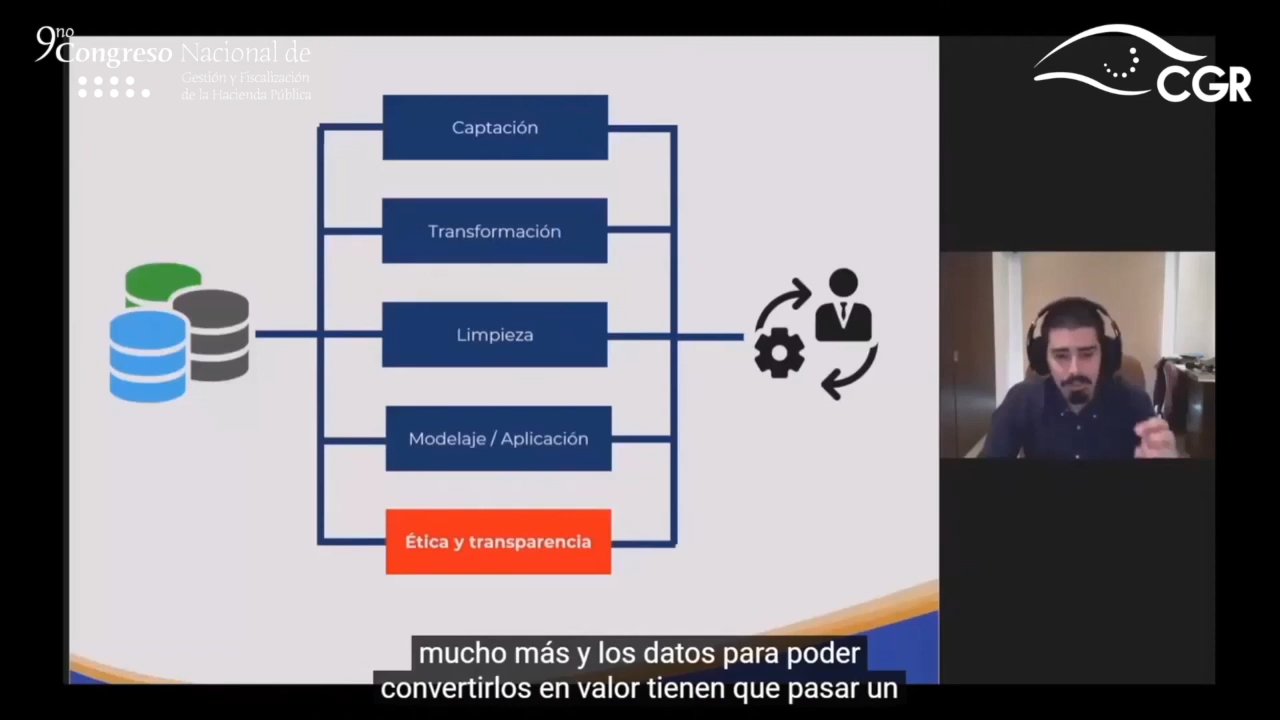 9no
Congreso Nacional de
Gestión y Fiscalización
de la Hacienda Pública
CGR
Captación
Transformación
Limpieza
Modelaje / Aplicación
Ética y transparencia
mucho más y los datos para poder
convertirlos en valor tienen que pasar un